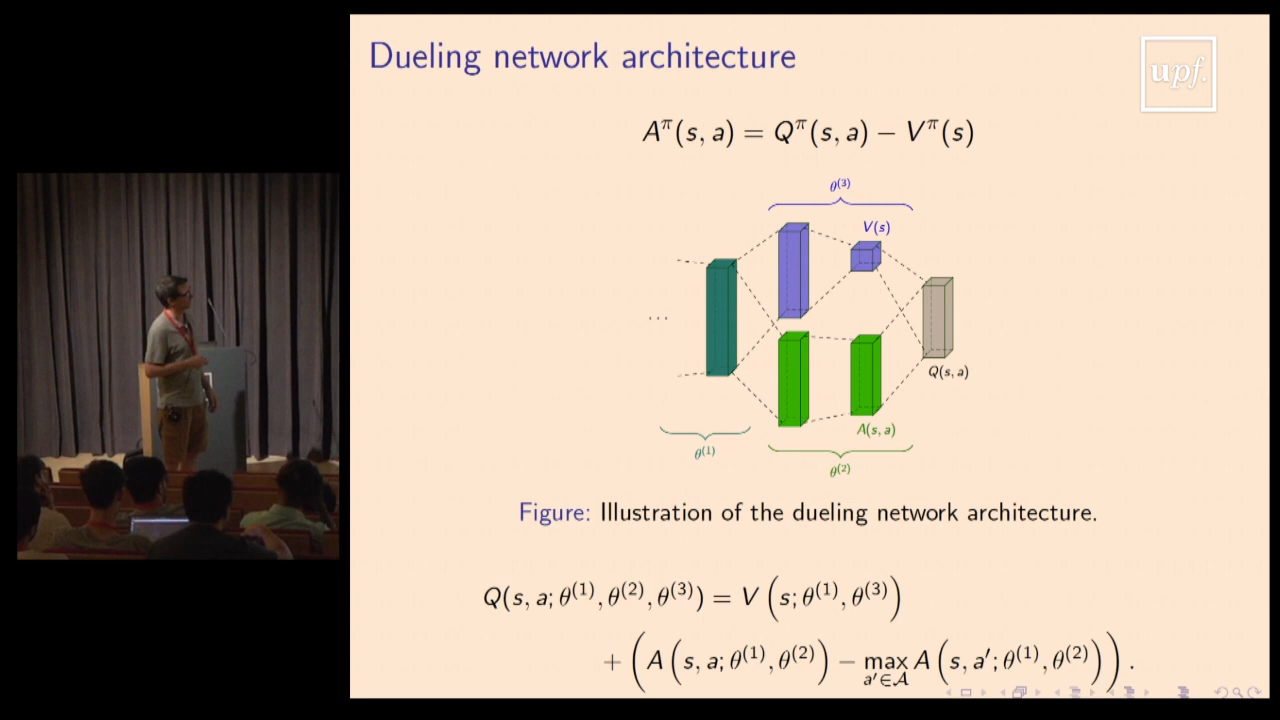 Dueling network architecture
upf.
A^π(s, a) = Q^π(s, a) − V^π(s)
θ^(3)
V(s)
...
Q(s, a)
A(s, a)
θ^(1)
θ^(2)
Figure: Illustration of the dueling network architecture.
Q(s, a; θ^(1), θ^(2), θ^(3)) = V (s; θ^(1), θ^(3))
+ (A (s, a; θ^(1), θ^(2)) − max_{a′∈𝒜} A (s, a′; θ^(1), θ^(2))).